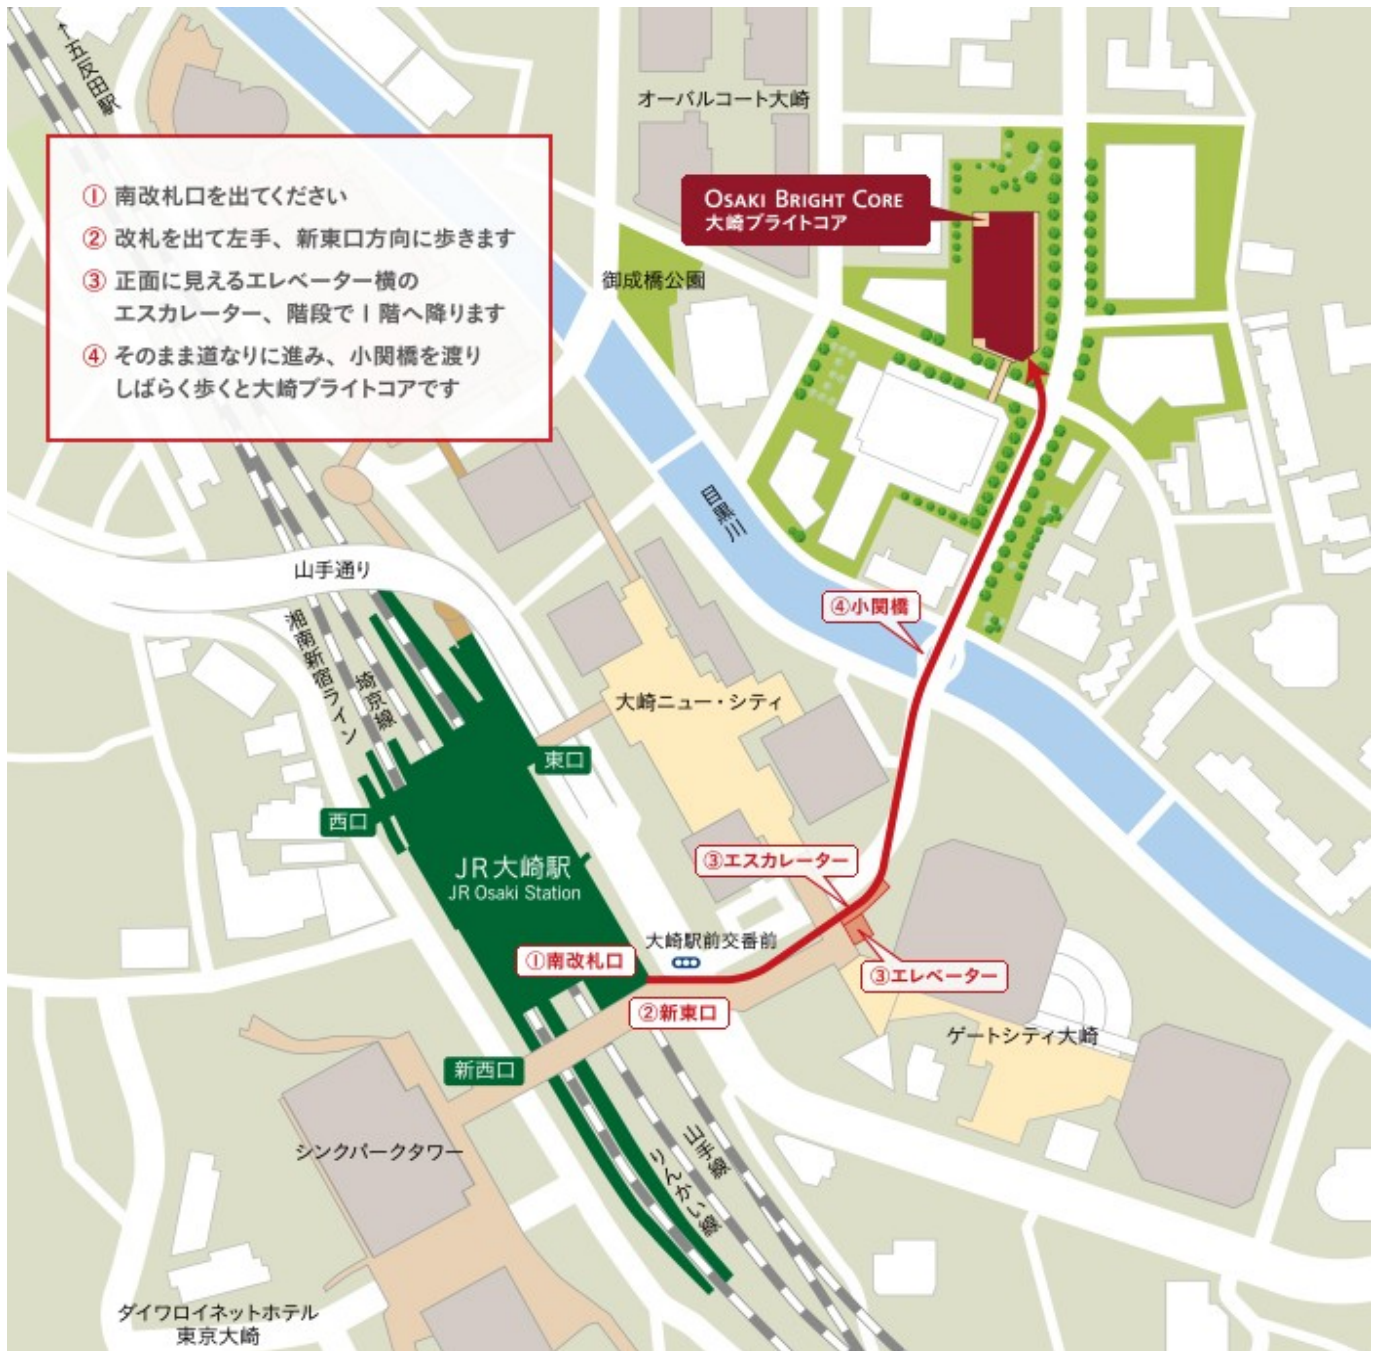 ←五反田駅
① 南改札口を出てください
② 改札を出て左手、新東口方向に歩きます
③ 正面に見えるエレベーター横の
エスカレーター、階段で1階へ降ります
④ そのまま道なりに進み、小関橋を渡り
しばらく歩くと大崎ブライトコアです
オーバルコート大崎
OSAKI BRIGHT CORE
大崎ブライトコア
御成橋公園
目黒川
山手通り
④小関橋
湘南新宿ライン
埼京線
大崎ニュー・シティ
東口
西口
JR大崎駅
JR Osaki Station
③エスカレーター
大崎駅前交番前
①南改札口
③エレベーター
②新東口
ゲートシティ大崎
新西口
シンクパークタワー
山手線
りんかい線
ダイワロイネットホテル
東京大崎